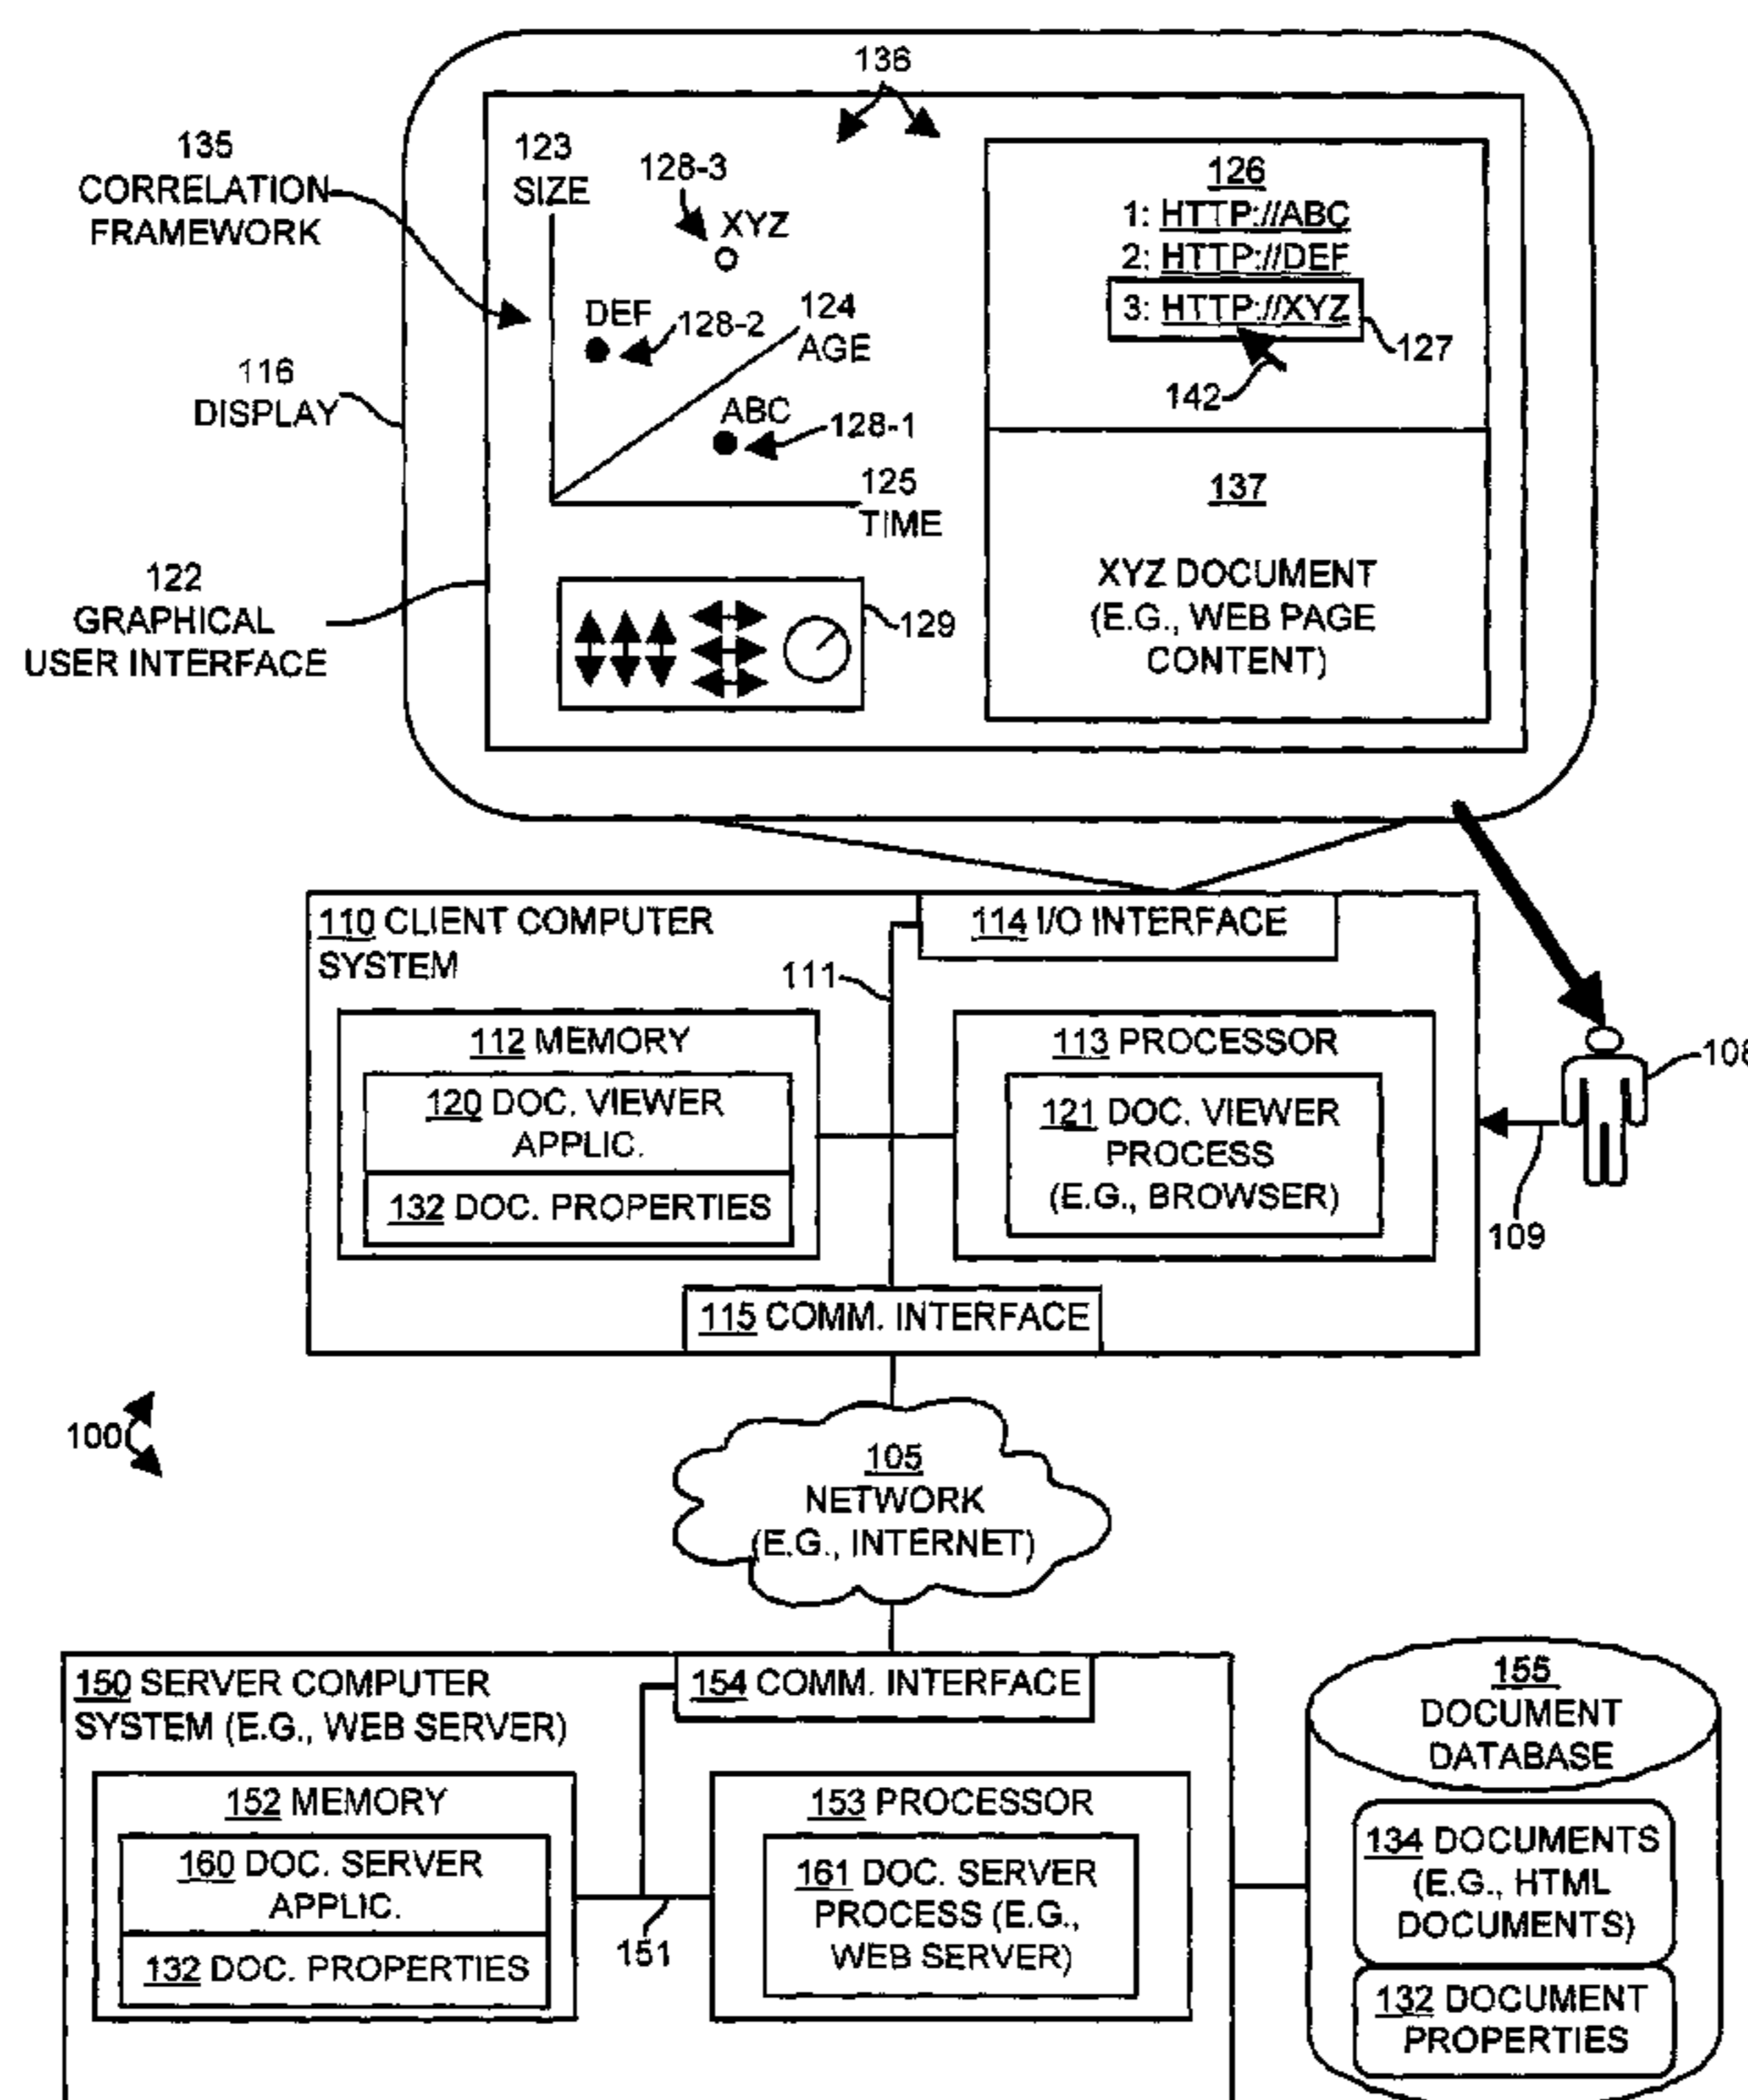 136
123
SIZE
128-3
XYZ
135
CORRELATION
FRAMEWORK
DEF
128-2
124
AGE
ABC
128-1
125
TIME
126
1: HTTP://ABC
2: HTTP://DEF
3: HTTP://XYZ
127
142
116
DISPLAY
137
XYZ DOCUMENT
(E.G., WEB PAGE
CONTENT)
122
GRAPHICAL
USER INTERFACE
129
110 CLIENT COMPUTER
SYSTEM
114 I/O INTERFACE
111
112 MEMORY
120 DOC. VIEWER
APPLIC.
132 DOC. PROPERTIES
113 PROCESSOR
121 DOC. VIEWER
PROCESS
(E.G., BROWSER)
108
109
115 COMM. INTERFACE
100
105
NETWORK
(E.G., INTERNET)
150 SERVER COMPUTER
SYSTEM (E.G., WEB SERVER)
154 COMM. INTERFACE
152 MEMORY
160 DOC. SERVER
APPLIC.
132 DOC. PROPERTIES
151
153 PROCESSOR
161 DOC. SERVER
PROCESS (E.G.,
WEB SERVER)
155
DOCUMENT
DATABASE
134 DOCUMENTS
(E.G., HTML
DOCUMENTS)
132 DOCUMENT
PROPERTIES